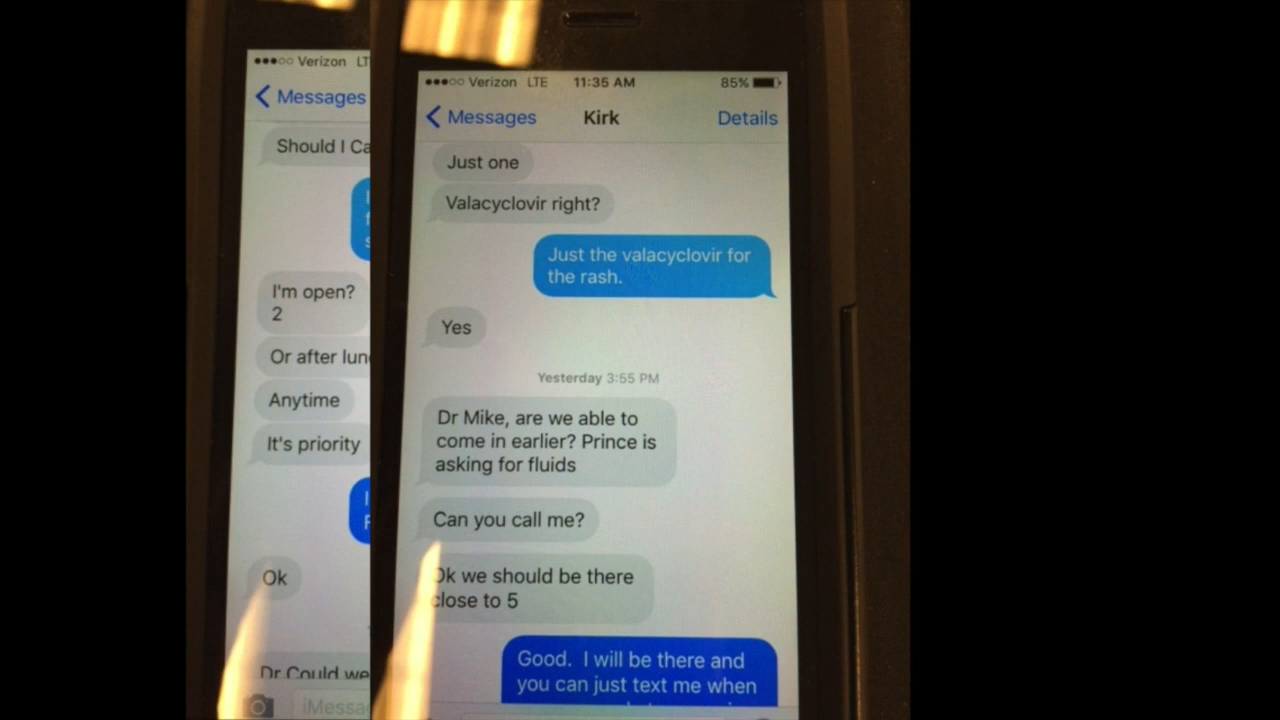 Verizon
Messages
Should I
I'm open?
2
Or after
Anytime
It's priority
Ok
Dr Could we
Verizon LTE 11:35 AM 85%
Messages Kirk Details
Just one
Valacyclovir right?
Just the valacyclovir for
the rash.
Yes
Yesterday 3:55 PM
Dr Mike, are we able to
come in earlier? Prince is
asking for fluids
Can you call me?
Ok we should be there
close to 5
Good. I will be there and
you can just text me when